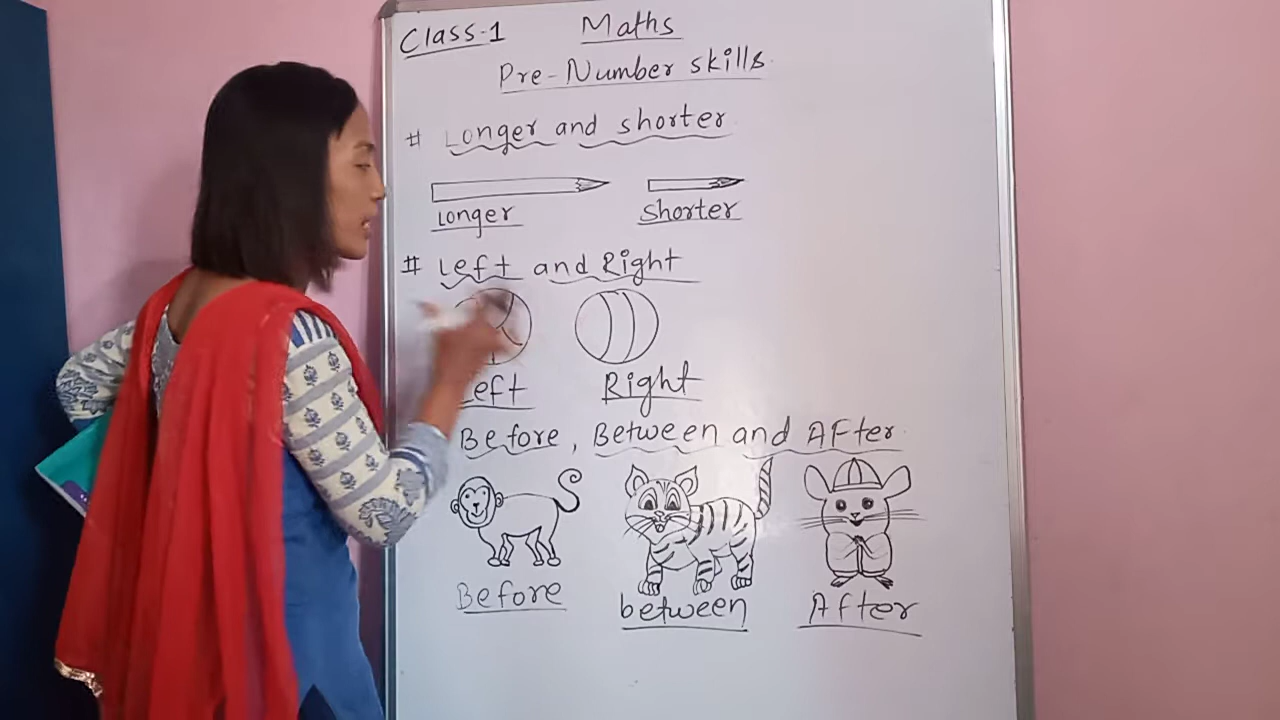 Class-1 Maths
Pre-Number skills
# Longer and shorter
Longer shorter
# Left and Right
Left Right
Before, Between and After
Before between After